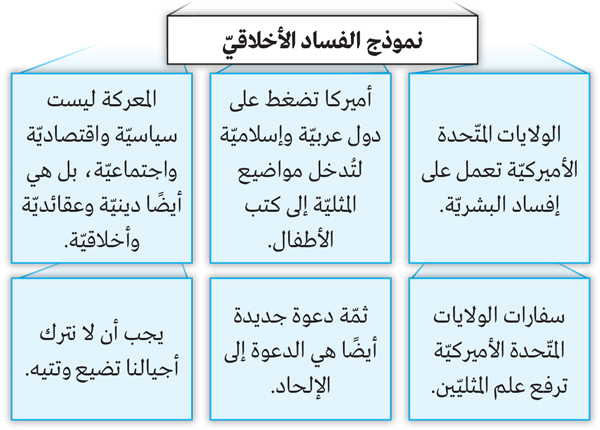 نموذج الفساد الأخلاقيّ
الولايات المتّحدة
الأميركيّة تعمل على
إفساد البشريّة.
أميركا تضغط على
دول عربيّة وإسلاميّة
لتُدخل مواضيع
المثليّة إلى كتب
الأطفال.
المعركة ليست
سياسيّة واقتصاديّة
واجتماعيّة، بل هي
أيضًا دينيّة وعقائديّة
وأخلاقيّة.
سفارات الولايات
المتّحدة الأميركيّة
ترفع علم المثليّين.
ثمّة دعوة جديدة
أيضًا هي الدعوة إلى
الإلحاد.
يجب أن لا نترك
أجيالنا تضيع وتتيه.